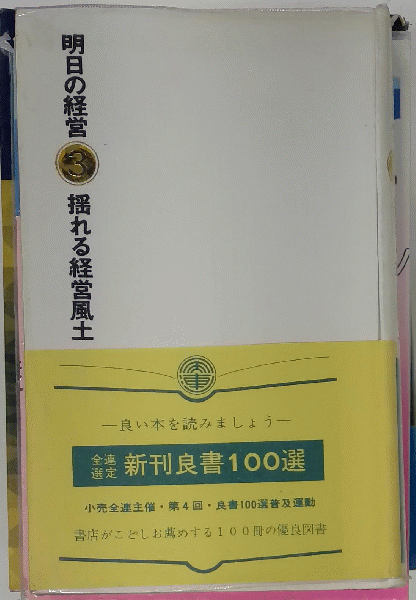 明日の経営
3
揺れる経営風土
―良い本を読みましょう―
全連
選定
新刊良書100選
小売全連主催・第4回・良書100選普及運動
書店がことしお薦めする100冊の優良図書